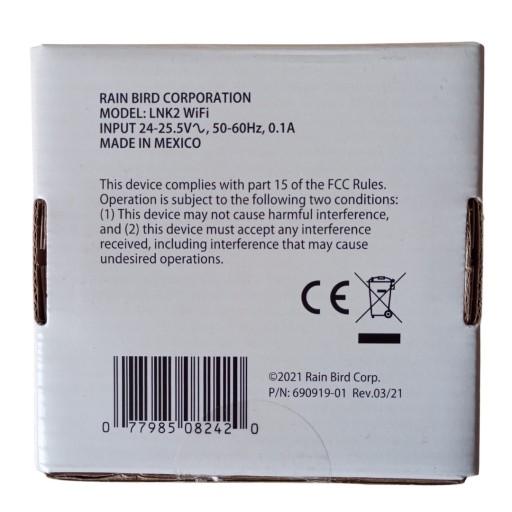 RAIN BIRD CORPORATION
MODEL: LNK2 WiFi
INPUT 24-25.5V∿, 50-60Hz, 0.1A
MADE IN MEXICO
This device complies with part 15 of the FCC Rules.
Operation is subject to the following two conditions:
(1) This device may not cause harmful interference,
and (2) this device must accept any interference
received, including interference that may cause
undesired operations.
CE
©2021 Rain Bird Corp.
P/N: 690919-01 Rev.03/21
0 77985 08242 0